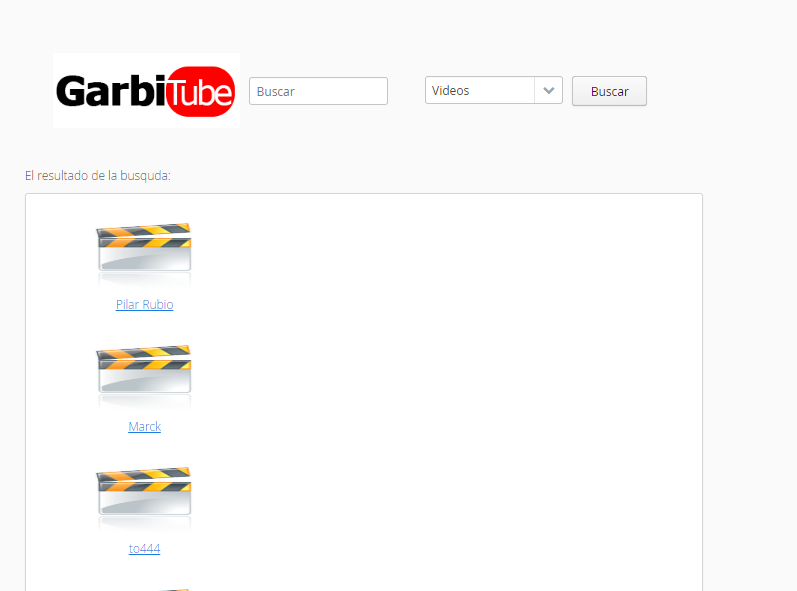 GarbiTube Buscar Videos Buscar
El resultado de la busquda:
Pilar Rubio
Marck
to444